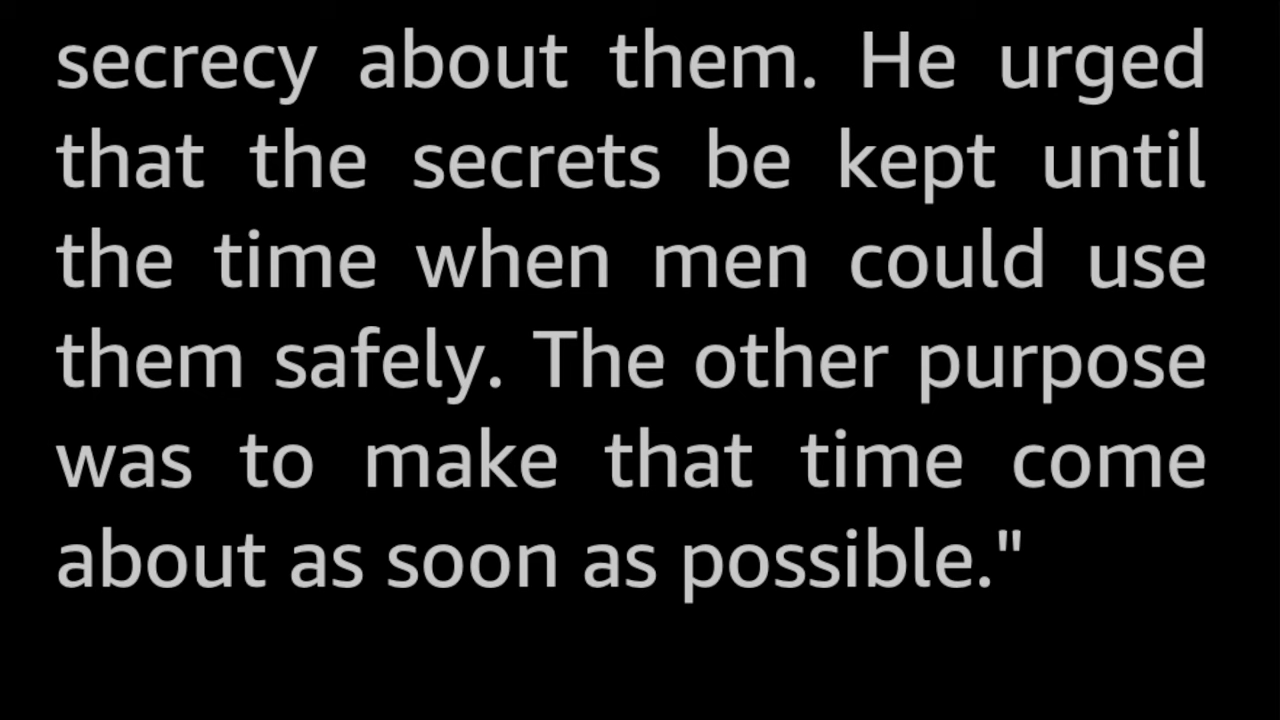 secrecy about them. He urged
that the secrets be kept until
the time when men could use
them safely. The other purpose
was to make that time come
about as soon as possible."